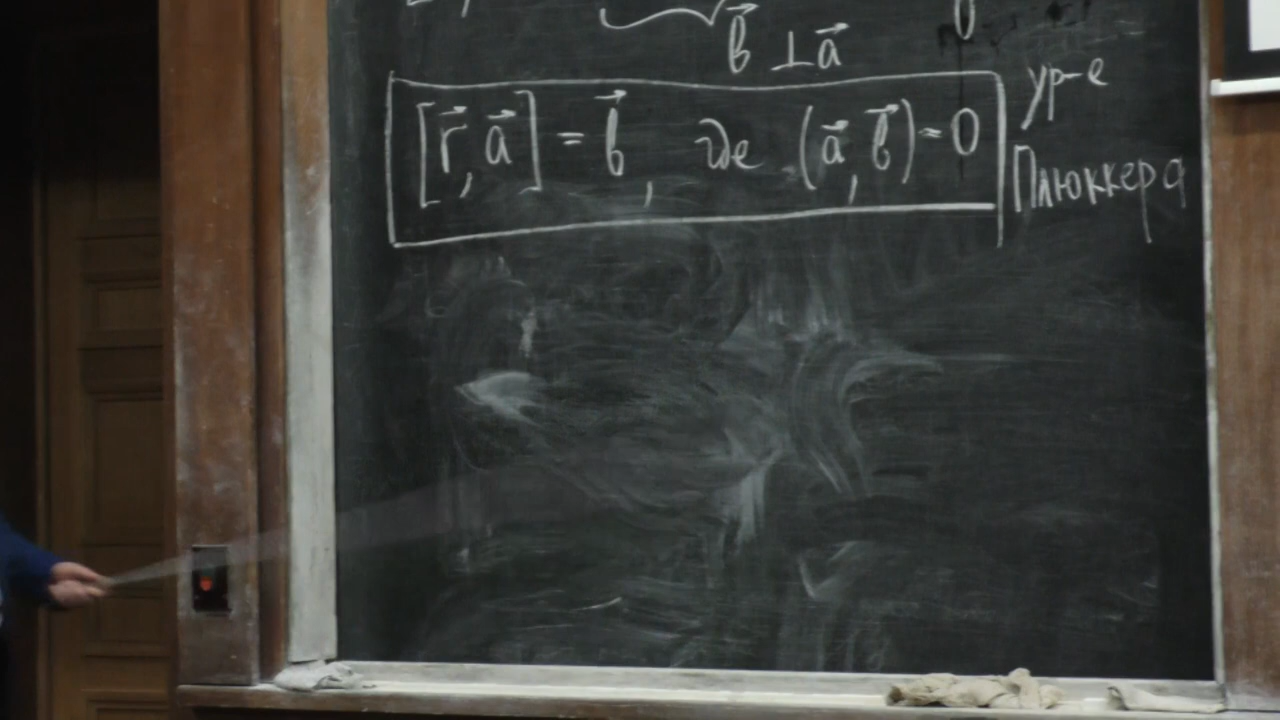 b⃗ ⊥ a⃗
[r⃗, a⃗] = b⃗, где (a⃗, b⃗) = 0
ур-е
Плюккера